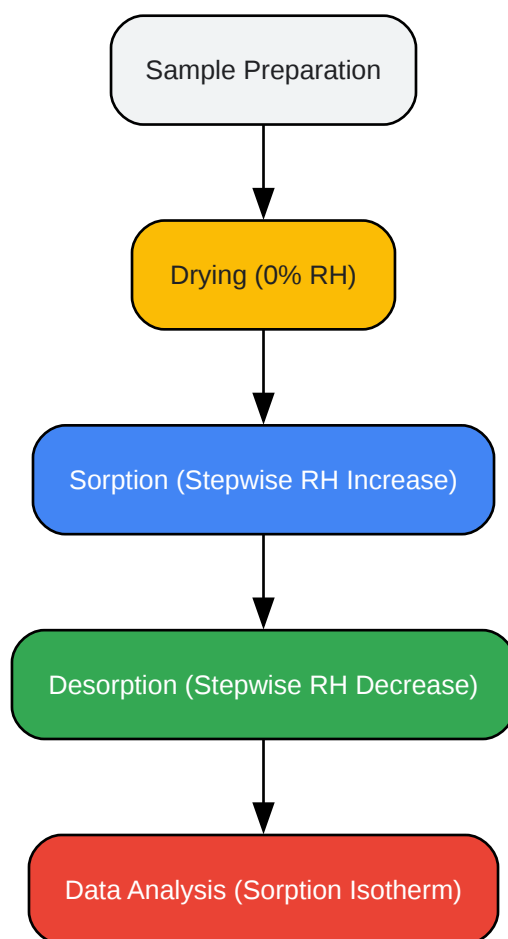 Sample Preparation
Drying (0% RH)
Sorption (Stepwise RH Increase)
Desorption (Stepwise RH Decrease)
Data Analysis (Sorption Isotherm)